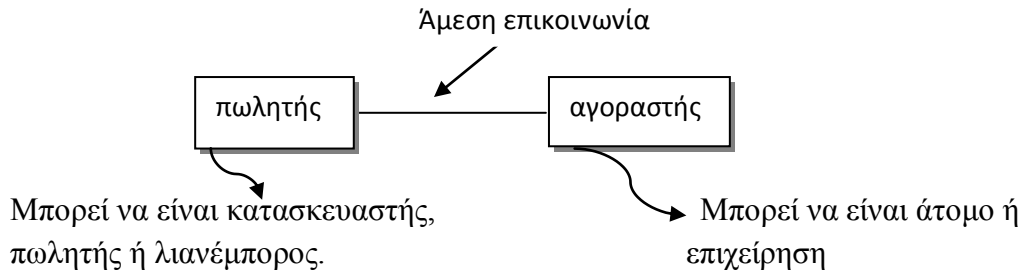 Άμεση επικοινωνία
πωλητής
αγοραστής
Μπορεί να είναι κατασκευαστής,
πωλητής ή λιανέμπορος.
Μπορεί να είναι άτομο ή
επιχείρηση